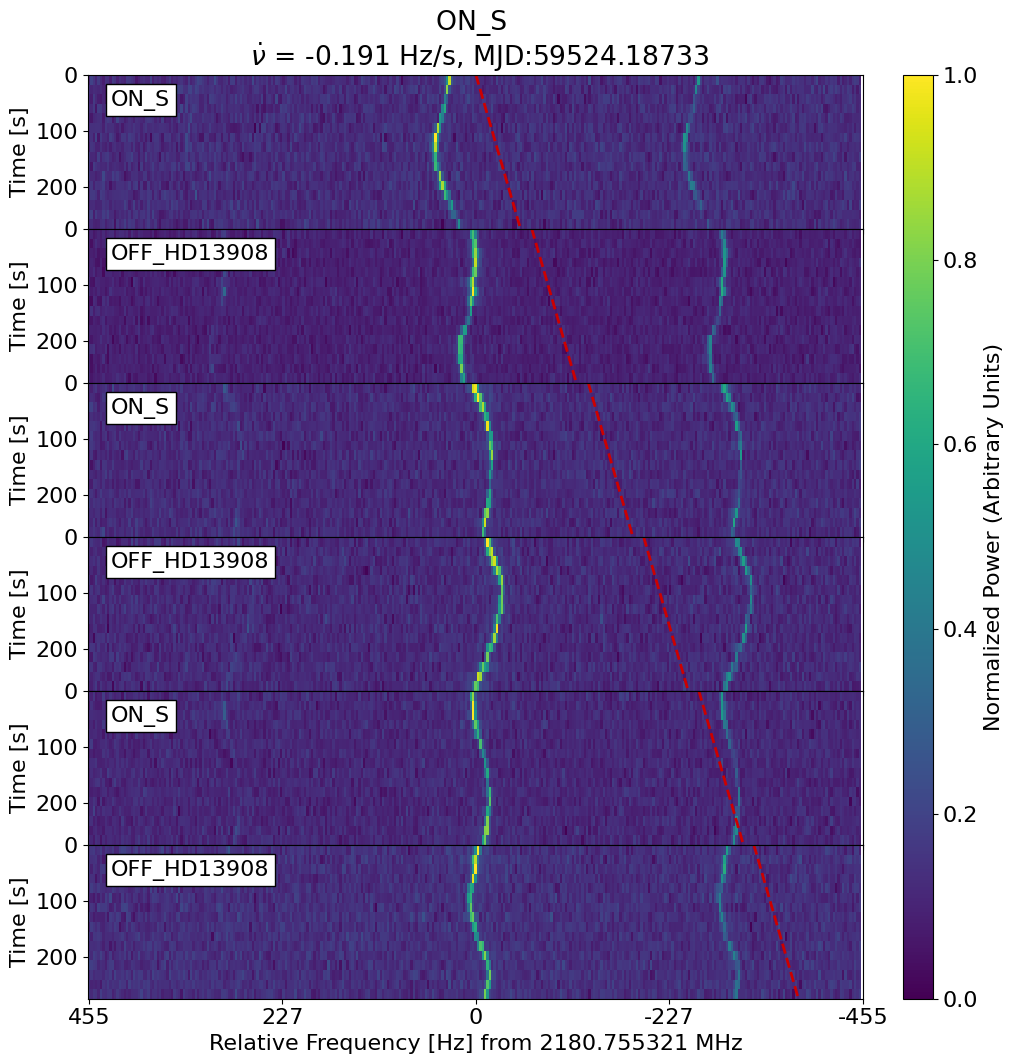 ON_S
ν̇ = -0.191 Hz/s, MJD:59524.18733
0
100
200
Time [s]
ON_S
0
100
200
Time [s]
OFF_HD13908
0
100
200
Time [s]
ON_S
0
100
200
Time [s]
OFF_HD13908
0
100
200
Time [s]
ON_S
0
100
200
Time [s]
OFF_HD13908
455 227 0 -227 -455
Relative Frequency [Hz] from 2180.755321 MHz
1.0
0.8
0.6
0.4
0.2
0.0
Normalized Power (Arbitrary Units)